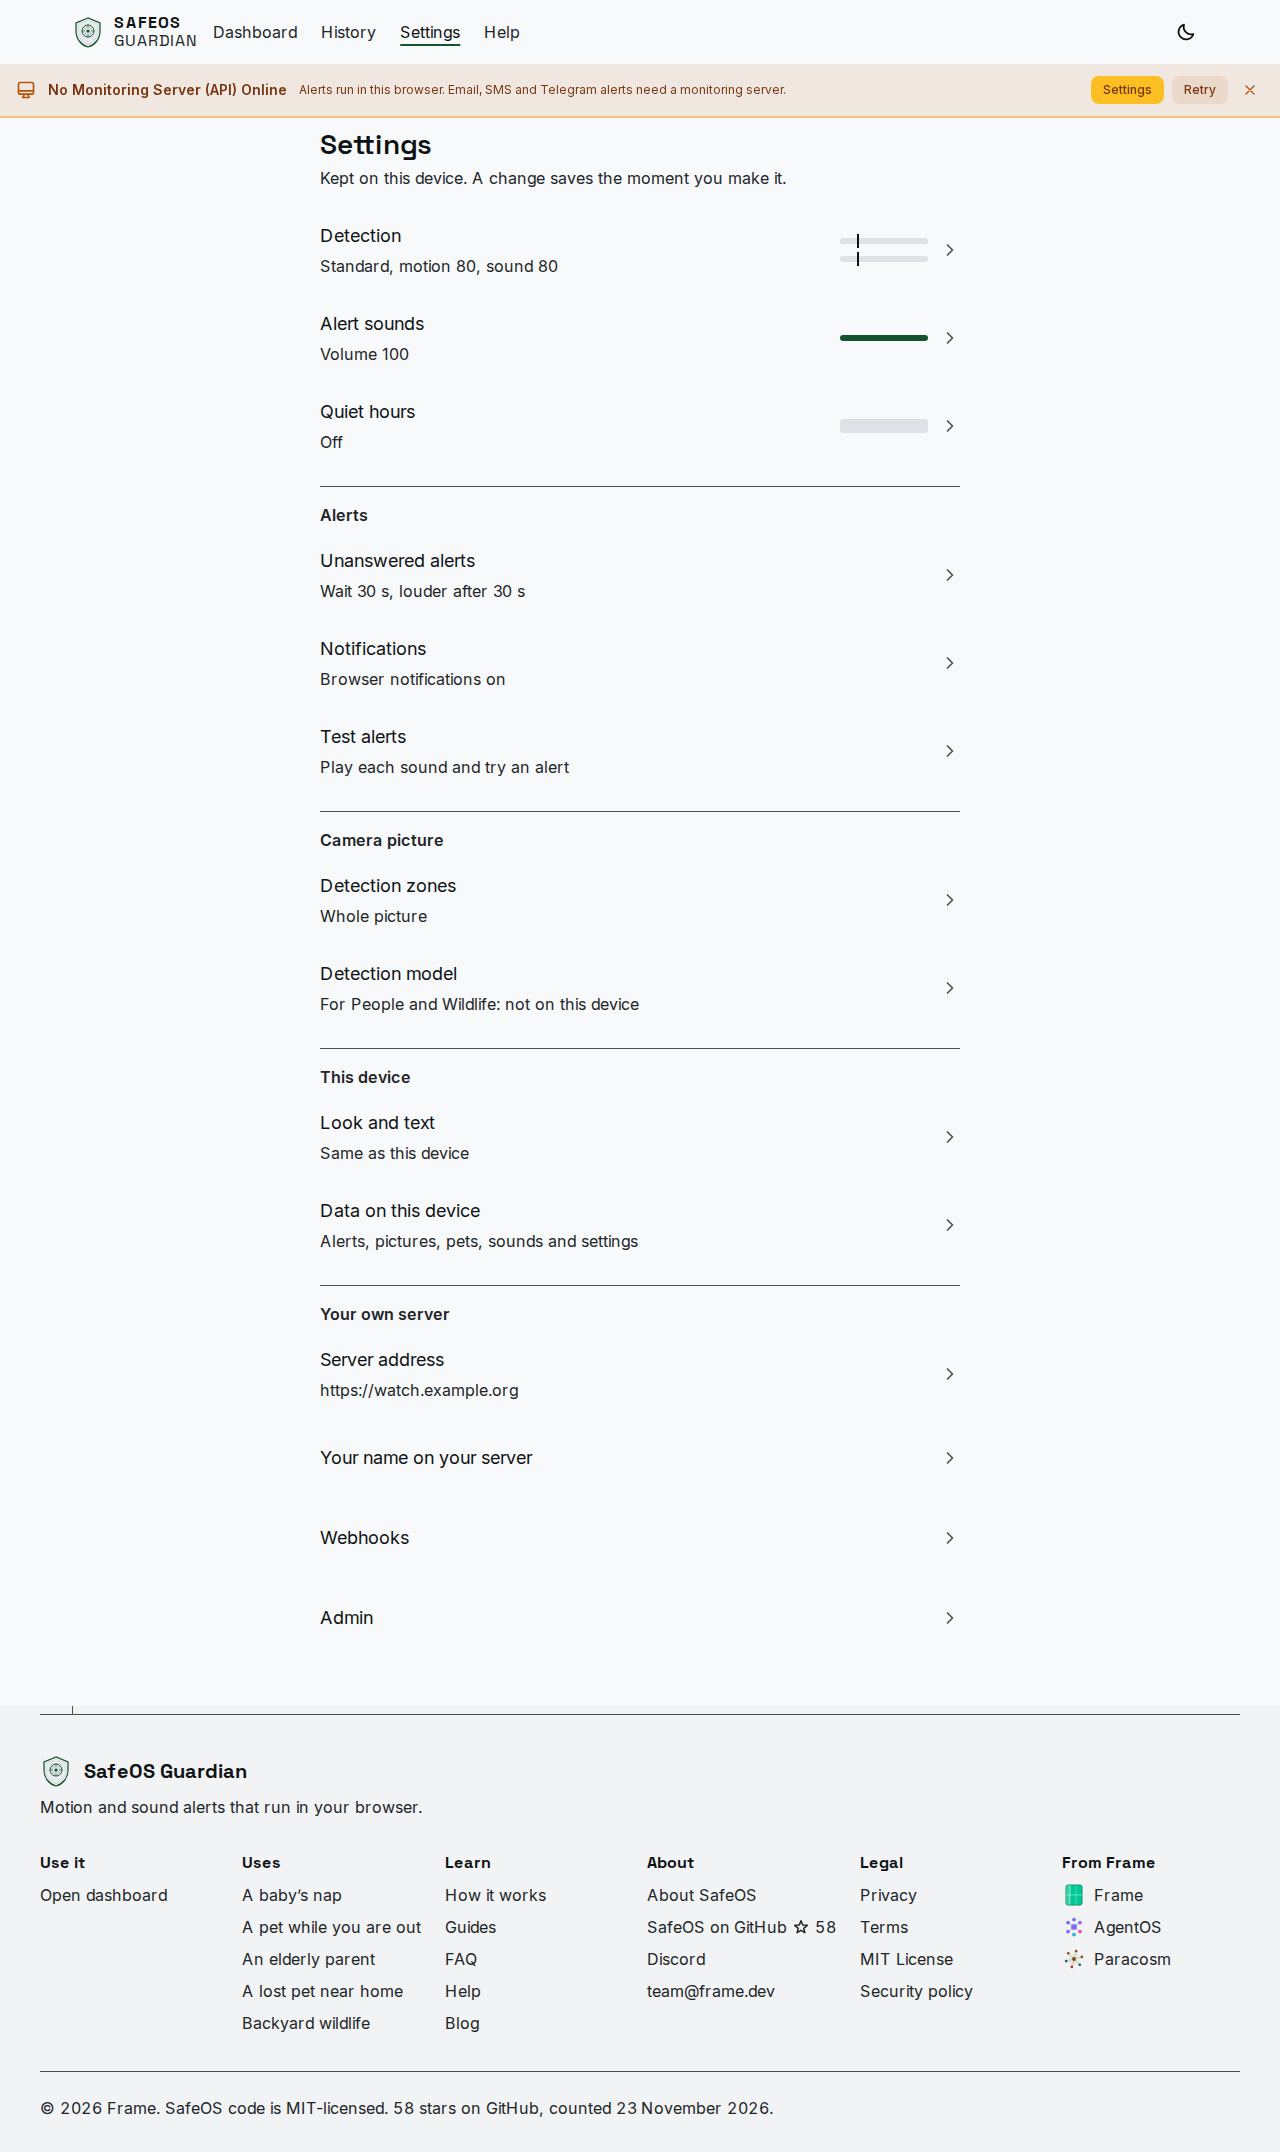 SAFEOS
GUARDIAN
Dashboard
History
Settings
Help
No Monitoring Server (API) Online
Alerts run in this browser. Email, SMS and Telegram alerts need a monitoring server.
Settings
Retry
Settings
Kept on this device. A change saves the moment you make it.
Detection
Standard, motion 80, sound 80
Alert sounds
Volume 100
Quiet hours
Off
Alerts
Unanswered alerts
Wait 30 s, louder after 30 s
Notifications
Browser notifications on
Test alerts
Play each sound and try an alert
Camera picture
Detection zones
Whole picture
Detection model
For People and Wildlife: not on this device
This device
Look and text
Same as this device
Data on this device
Alerts, pictures, pets, sounds and settings
Your own server
Server address
https://watch.example.org
Your name on your server
Webhooks
Admin
SafeOS Guardian
Motion and sound alerts that run in your browser.
Use it
Open dashboard
Uses
A baby’s nap
A pet while you are out
An elderly parent
A lost pet near home
Backyard wildlife
Learn
How it works
Guides
FAQ
Help
Blog
About
About SafeOS
SafeOS on GitHub ☆ 58
Discord
team@frame.dev
Legal
Privacy
Terms
MIT License
Security policy
From Frame
Frame
AgentOS
Paracosm
© 2026 Frame. SafeOS code is MIT-licensed. 58 stars on GitHub, counted 23 November 2026.